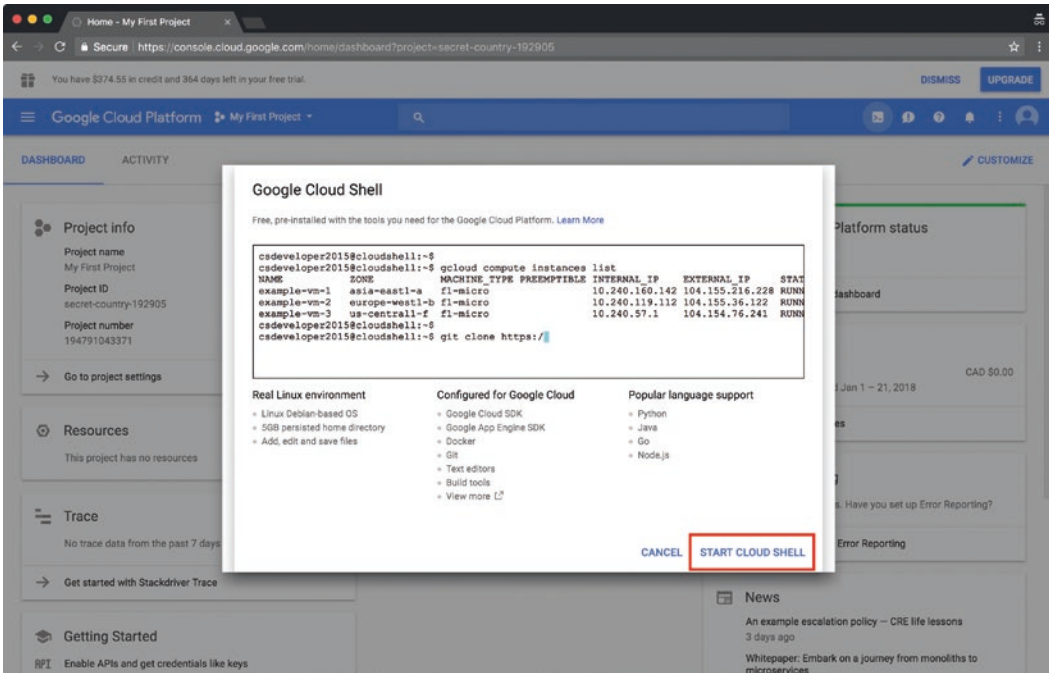 Home - My First Project
Secure https://console.cloud.google.com/home/dashboard?project=secret-country-192905
You have $374.55 in credit and 364 days left in your free trial.
DISMISS
UPGRADE
Google Cloud Platform
My First Project
DASHBOARD
ACTIVITY
CUSTOMIZE
Project info
Project name
My First Project
Project ID
secret-country-192905
Project number
194791043371
Go to project settings
Resources
This project has no resources
Trace
No trace data from the past 7 days
Get started with Stackdriver Trace
Getting Started
API Enable APIs and get credentials like keys
Google Cloud Shell
Free, pre-installed with the tools you need for the Google Cloud Platform. Learn More
csdeveloper2015@cloudshell:~$
csdeveloper2015@cloudshell:~$ gcloud compute instances list
NAME ZONE MACHINE_TYPE PREEMPTIBLE INTERNAL_IP EXTERNAL_IP STAT
example-vm-1 asia-east1-a f1-micro 10.240.160.142 104.155.216.228 RUNN
example-vm-2 europe-west1-b f1-micro 10.240.119.112 104.155.36.122 RUNN
example-vm-3 us-central1-f f1-micro 10.240.57.1 104.154.76.241 RUNN
csdeveloper2015@cloudshell:~$
csdeveloper2015@cloudshell:~$ git clone https:/
Real Linux environment
Linux Debian-based OS
5GB persisted home directory
Add, edit and save files
Configured for Google Cloud
Google Cloud SDK
Google App Engine SDK
Docker
Git
Text editors
Build tools
View more
Popular language support
Python
Java
Go
Node.js
CANCEL
START CLOUD SHELL
Platform status
dashboard
CAD $0.00
Jan 1 – 21, 2018
es
s. Have you set up Error Reporting?
Error Reporting
News
An example escalation policy — CRE life lessons
3 days ago
Whitepaper: Embark on a journey from monoliths to
microservices